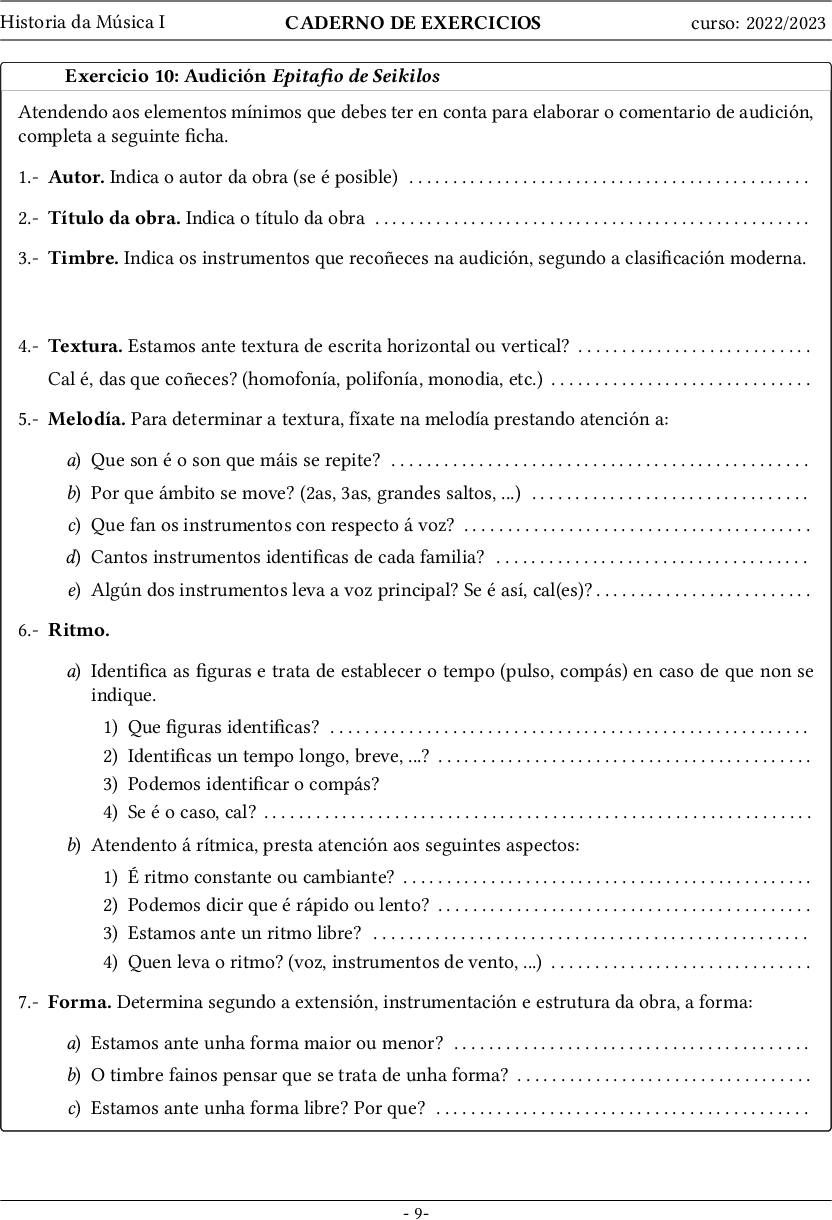 Historia da Música I CADERNO DE EXERCICIOS curso: 2022/2023
Exercicio 10: Audición Epitafio de Seikilos
Atendendo aos elementos mínimos que debes ter en conta para elaborar o comentario de audición,
completa a seguinte ficha.
1.- Autor. Indica o autor da obra (se é posible) . . . . . . . . . . . . . . . . . . . . . . . . . . . . . . . . . . . . . . . . . . . . . .
2.- Título da obra. Indica o título da obra . . . . . . . . . . . . . . . . . . . . . . . . . . . . . . . . . . . . . . . . . . . . . . . . . .
3.- Timbre. Indica os instrumentos que recoñeces na audición, segundo a clasificación moderna.
4.- Textura. Estamos ante textura de escrita horizontal ou vertical? . . . . . . . . . . . . . . . . . . . . . . . . . . .
Cal é, das que coñeces? (homofonía, polifonía, monodia, etc.) . . . . . . . . . . . . . . . . . . . . . . . . . . . . . .
5.- Melodía. Para determinar a textura, fíxate na melodía prestando atención a:
a) Que son é o son que máis se repite? . . . . . . . . . . . . . . . . . . . . . . . . . . . . . . . . . . . . . . . . . . . . . . . .
b) Por que ámbito se move? (2as, 3as, grandes saltos, ...) . . . . . . . . . . . . . . . . . . . . . . . . . . . . . . . .
c) Que fan os instrumentos con respecto á voz? . . . . . . . . . . . . . . . . . . . . . . . . . . . . . . . . . . . . . . . .
d) Cantos instrumentos identificas de cada familia? . . . . . . . . . . . . . . . . . . . . . . . . . . . . . . . . . . . .
e) Algún dos instrumentos leva a voz principal? Se é así, cal(es)? . . . . . . . . . . . . . . . . . . . . . . . . .
6.- Ritmo.
a) Identifica as figuras e trata de establecer o tempo (pulso, compás) en caso de que non se
indique.
1) Que figuras identificas? . . . . . . . . . . . . . . . . . . . . . . . . . . . . . . . . . . . . . . . . . . . . . . . . . . . . . . .
2) Identificas un tempo longo, breve, ...? . . . . . . . . . . . . . . . . . . . . . . . . . . . . . . . . . . . . . . . . . . .
3) Podemos identificar o compás?
4) Se é o caso, cal? . . . . . . . . . . . . . . . . . . . . . . . . . . . . . . . . . . . . . . . . . . . . . . . . . . . . . . . . . . . . . . .
b) Atendento á rítmica, presta atención aos seguintes aspectos:
1) É ritmo constante ou cambiante? . . . . . . . . . . . . . . . . . . . . . . . . . . . . . . . . . . . . . . . . . . . . . . .
2) Podemos dicir que é rápido ou lento? . . . . . . . . . . . . . . . . . . . . . . . . . . . . . . . . . . . . . . . . . . .
3) Estamos ante un ritmo libre? . . . . . . . . . . . . . . . . . . . . . . . . . . . . . . . . . . . . . . . . . . . . . . . . . .
4) Quen leva o ritmo? (voz, instrumentos de vento, ...) . . . . . . . . . . . . . . . . . . . . . . . . . . . . . .
7.- Forma. Determina segundo a extensión, instrumentación e estrutura da obra, a forma:
a) Estamos ante unha forma maior ou menor? . . . . . . . . . . . . . . . . . . . . . . . . . . . . . . . . . . . . . . . . .
b) O timbre fainos pensar que se trata de unha forma? . . . . . . . . . . . . . . . . . . . . . . . . . . . . . . . . . .
c) Estamos ante unha forma libre? Por que? . . . . . . . . . . . . . . . . . . . . . . . . . . . . . . . . . . . . . . . . . . .
- 9-